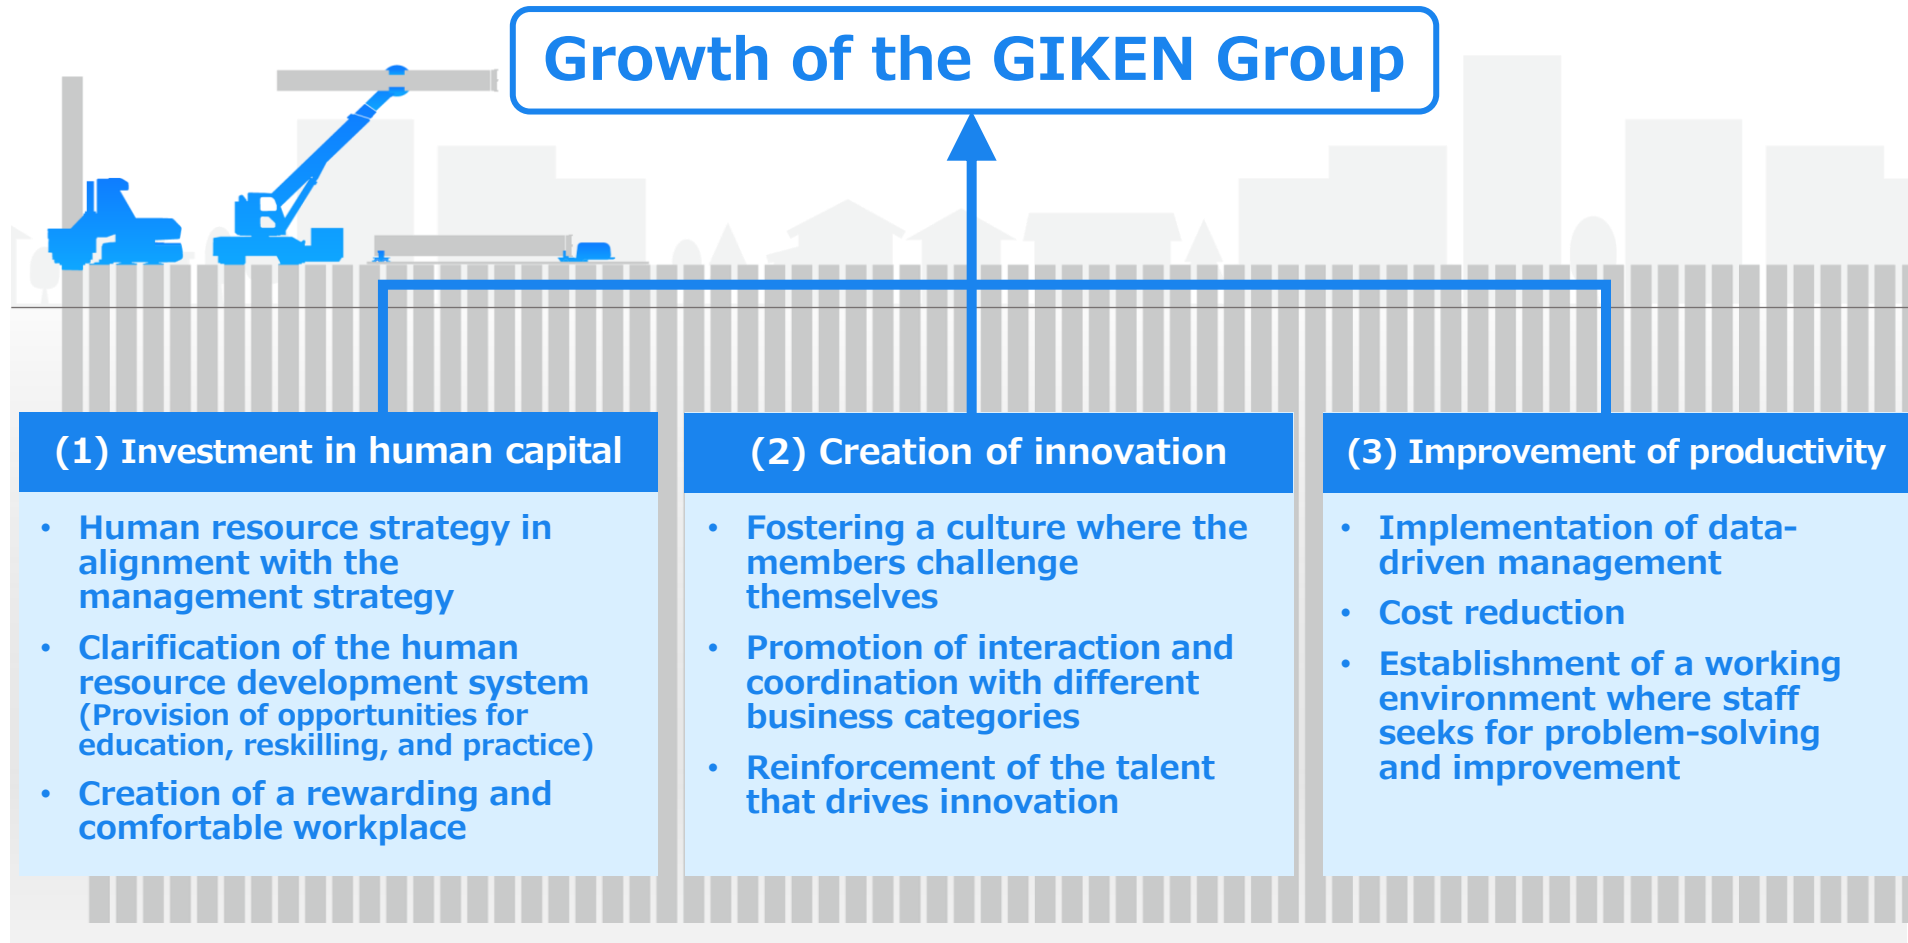 Growth of the GIKEN Group
(1) Investment in human capital
• Human resource strategy in
alignment with the
management strategy
• Clarification of the human
resource development system
(Provision of opportunities for
education, reskilling, and practice)
• Creation of a rewarding and
comfortable workplace
(2) Creation of innovation
• Fostering a culture where the
members challenge
themselves
• Promotion of interaction and
coordination with different
business categories
• Reinforcement of the talent
that drives innovation
(3) Improvement of productivity
• Implementation of data-
driven management
• Cost reduction
• Establishment of a working
environment where staff
seeks for problem-solving
and improvement